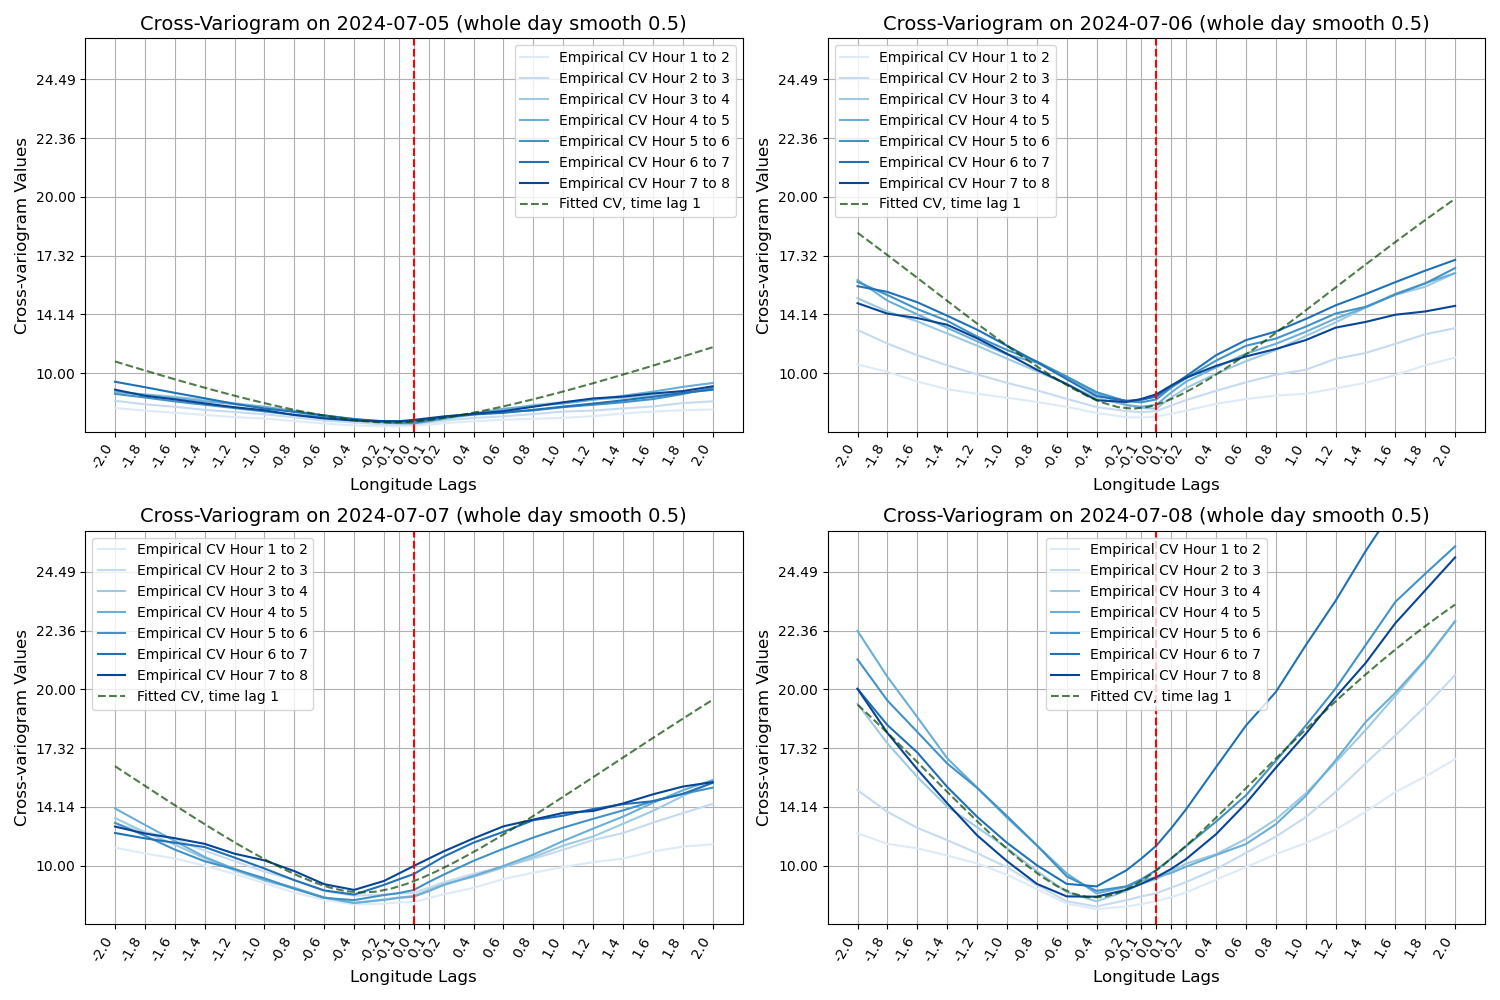 Cross-Variogram on 2024-07-05 (whole day smooth 0.5)
Cross-variogram Values
24.49
22.36
20.00
17.32
14.14
10.00
Empirical CV Hour 1 to 2
Empirical CV Hour 2 to 3
Empirical CV Hour 3 to 4
Empirical CV Hour 4 to 5
Empirical CV Hour 5 to 6
Empirical CV Hour 6 to 7
Empirical CV Hour 7 to 8
Fitted CV, time lag 1
-2.0 -1.8 -1.6 -1.4 -1.2 -1.0 -0.8 -0.6 -0.4 -0.2 -0.1 0.0 0.1 0.2 0.4 0.6 0.8 1.0 1.2 1.4 1.6 1.8 2.0
Longitude Lags
Cross-Variogram on 2024-07-06 (whole day smooth 0.5)
Cross-variogram Values
24.49
22.36
20.00
17.32
14.14
10.00
Empirical CV Hour 1 to 2
Empirical CV Hour 2 to 3
Empirical CV Hour 3 to 4
Empirical CV Hour 4 to 5
Empirical CV Hour 5 to 6
Empirical CV Hour 6 to 7
Empirical CV Hour 7 to 8
Fitted CV, time lag 1
-2.0 -1.8 -1.6 -1.4 -1.2 -1.0 -0.8 -0.6 -0.4 -0.2 -0.1 0.0 0.1 0.2 0.4 0.6 0.8 1.0 1.2 1.4 1.6 1.8 2.0
Longitude Lags
Cross-Variogram on 2024-07-07 (whole day smooth 0.5)
Cross-variogram Values
24.49
22.36
20.00
17.32
14.14
10.00
Empirical CV Hour 1 to 2
Empirical CV Hour 2 to 3
Empirical CV Hour 3 to 4
Empirical CV Hour 4 to 5
Empirical CV Hour 5 to 6
Empirical CV Hour 6 to 7
Empirical CV Hour 7 to 8
Fitted CV, time lag 1
-2.0 -1.8 -1.6 -1.4 -1.2 -1.0 -0.8 -0.6 -0.4 -0.2 -0.1 0.0 0.1 0.2 0.4 0.6 0.8 1.0 1.2 1.4 1.6 1.8 2.0
Longitude Lags
Cross-Variogram on 2024-07-08 (whole day smooth 0.5)
Cross-variogram Values
24.49
22.36
20.00
17.32
14.14
10.00
Empirical CV Hour 1 to 2
Empirical CV Hour 2 to 3
Empirical CV Hour 3 to 4
Empirical CV Hour 4 to 5
Empirical CV Hour 5 to 6
Empirical CV Hour 6 to 7
Empirical CV Hour 7 to 8
Fitted CV, time lag 1
-2.0 -1.8 -1.6 -1.4 -1.2 -1.0 -0.8 -0.6 -0.4 -0.2 -0.1 0.0 0.1 0.2 0.4 0.6 0.8 1.0 1.2 1.4 1.6 1.8 2.0
Longitude Lags